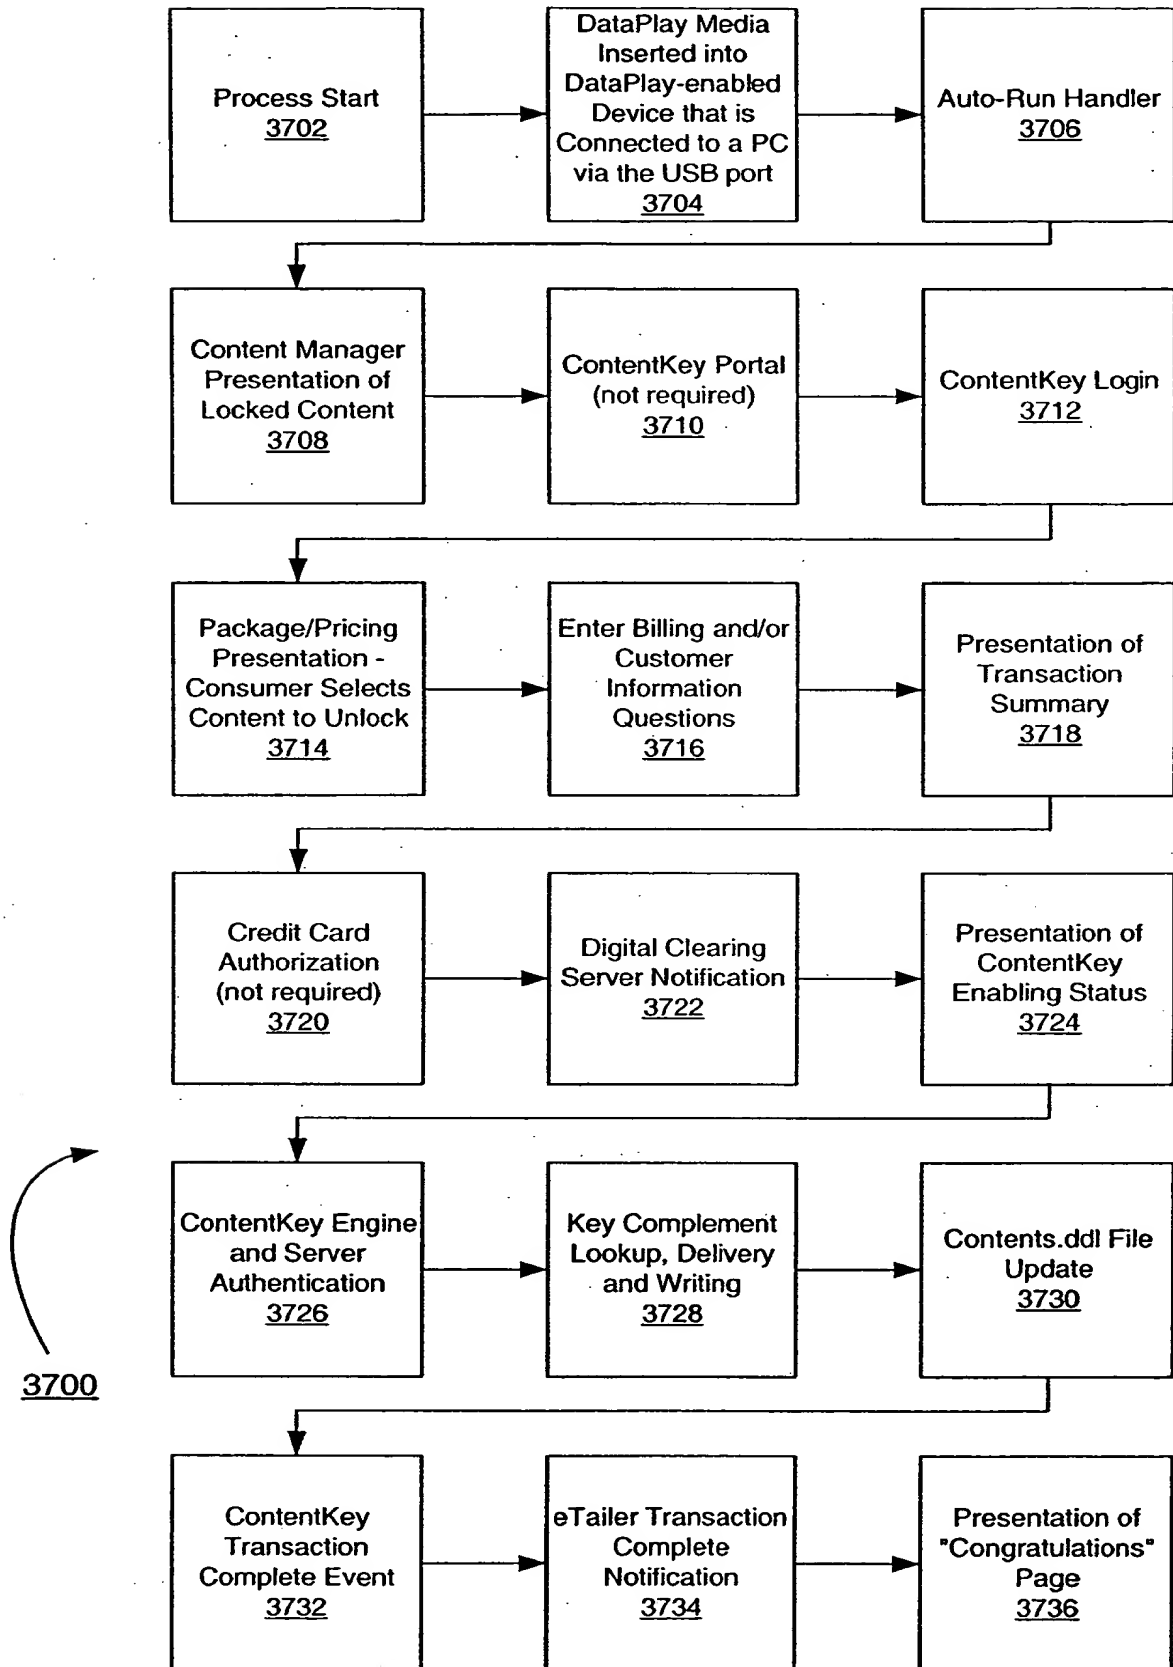 Process Start
3702
DataPlay Media
Inserted into
DataPlay-enabled
Device that is
Connected to a PC
via the USB port
3704
Auto-Run Handler
3706
Content Manager
Presentation of
Locked Content
3708
ContentKey Portal
(not required)
3710
ContentKey Login
3712
Package/Pricing
Presentation -
Consumer Selects
Content to Unlock
3714
Enter Billing and/or
Customer
Information
Questions
3716
Presentation of
Transaction
Summary
3718
Credit Card
Authorization
(not required)
3720
Digital Clearing
Server Notification
3722
Presentation of
ContentKey
Enabling Status
3724
ContentKey Engine
and Server
Authentication
3726
Key Complement
Lookup, Delivery
and Writing
3728
Contents.ddl File
Update
3730
3700
ContentKey
Transaction
Complete Event
3732
eTailer Transaction
Complete
Notification
3734
Presentation of
"Congratulations"
Page
3736